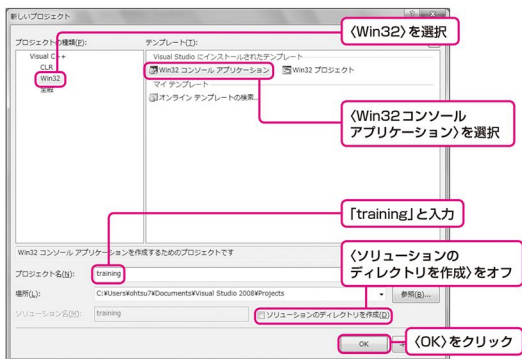 新しいプロジェクト
〈Win32〉を選択
プロジェクトの種類(P):
テンプレート(T):
Visual C++
Visual Studio にインストールされたテンプレート
CLR
Win32 コンソール アプリケーション
Win32 プロジェクト
Win32
全般
マイ テンプレート
オンライン テンプレートの検索...
〈Win32コンソール
アプリケーション〉を選択
「training」と入力
Win32 コンソール アプリケーションを作成するためのプロジェクトです
〈ソリューションの
ディレクトリを作成〉をオフ
プロジェクト名(N):
training
場所(L):
C:¥Users¥ohtsu7¥Documents¥Visual Studio 2008¥Projects
参照(B)...
ソリューション名(M):
training
ソリューションのディレクトリを作成(D)
OK
〈OK〉をクリック